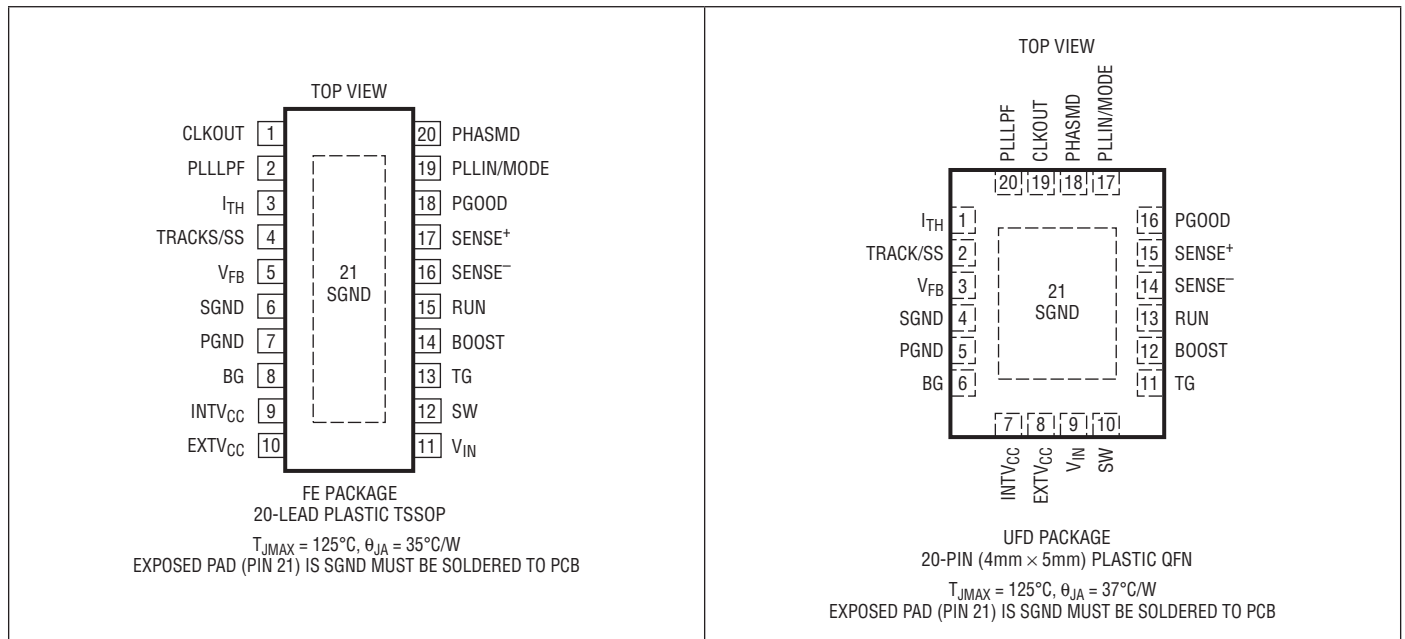 TOP VIEW
CLKOUT 1
PLLLPF 2
ITH 3
TRACKS/SS 4
VFB 5
SGND 6
PGND 7
BG 8
INTVCC 9
EXTVCC 10
20 PHASMD
19 PLLIN/MODE
18 PGOOD
17 SENSE+
16 SENSE–
15 RUN
14 BOOST
13 TG
12 SW
11 VIN
21
SGND
FE PACKAGE
20-LEAD PLASTIC TSSOP
TJMAX = 125°C, θJA = 35°C/W
EXPOSED PAD (PIN 21) IS SGND MUST BE SOLDERED TO PCB
TOP VIEW
PLLLPF
CLKOUT
PHASMD
PLLIN/MODE
20 19 18 17
ITH 1
TRACK/SS 2
VFB 3
SGND 4
PGND 5
BG 6
16 PGOOD
15 SENSE+
14 SENSE–
13 RUN
12 BOOST
11 TG
21
SGND
7 8 9 10
INTVCC
EXTVCC
VIN
SW
UFD PACKAGE
20-PIN (4mm × 5mm) PLASTIC QFN
TJMAX = 125°C, θJA = 37°C/W
EXPOSED PAD (PIN 21) IS SGND MUST BE SOLDERED TO PCB